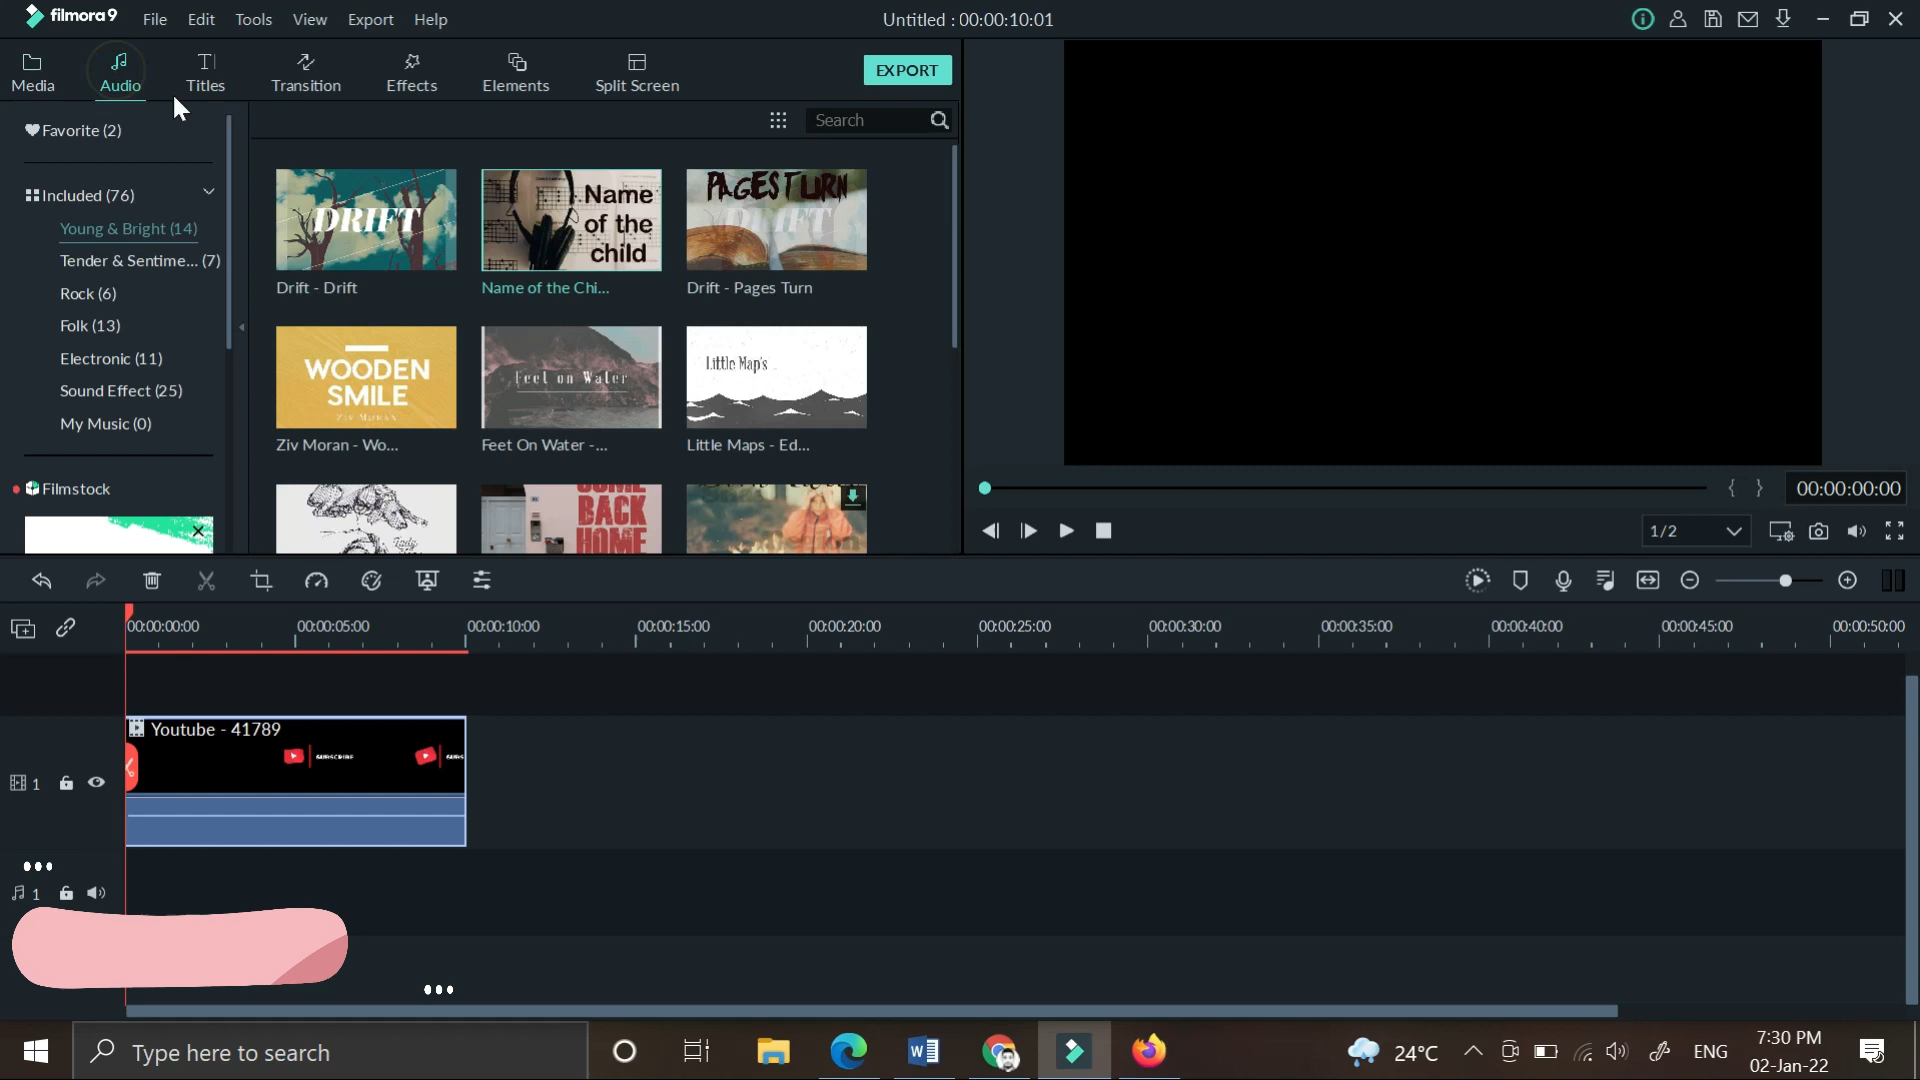 filmora9
File Edit Tools View Export Help
Untitled : 00:00:10:01
Media Audio Titles Transition Effects Elements Split Screen
EXPORT
Favorite (2)
Search
Included (76)
Young & Bright (14)
Tender & Sentime... (7)
Rock (6)
Folk (13)
Electronic (11)
Sound Effect (25)
My Music (0)
Filmstock
DRIFT
Name
of the
child
PAGES TURN
DRIFT
Drift - Drift
Name of the Chi...
Drift - Pages Turn
WOODEN
SMILE
ZIV MORAN
Feet on Water
Little Map's
Ziv Moran - Wo...
Feet On Water -...
Little Maps - Ed...
COME
BACK
HOME
{ } 00:00:00:00
1/2
00:00:00:00 00:00:05:00 00:00:10:00 00:00:15:00 00:00:20:00 00:00:25:00 00:00:30:00 00:00:35:00 00:00:40:00 00:00:45:00 00:00:50:00
Youtube - 41789
SUBSCRIBE
SUBS
1
1
Type here to search
24°C
ENG
7:30 PM
02-Jan-22